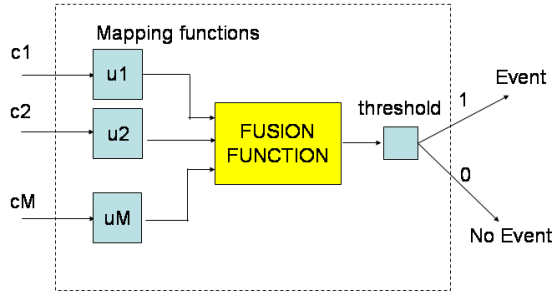 Mapping functions
c1
u1
c2
u2
cM
uM
FUSION
FUNCTION
threshold
1
Event
0
No Event